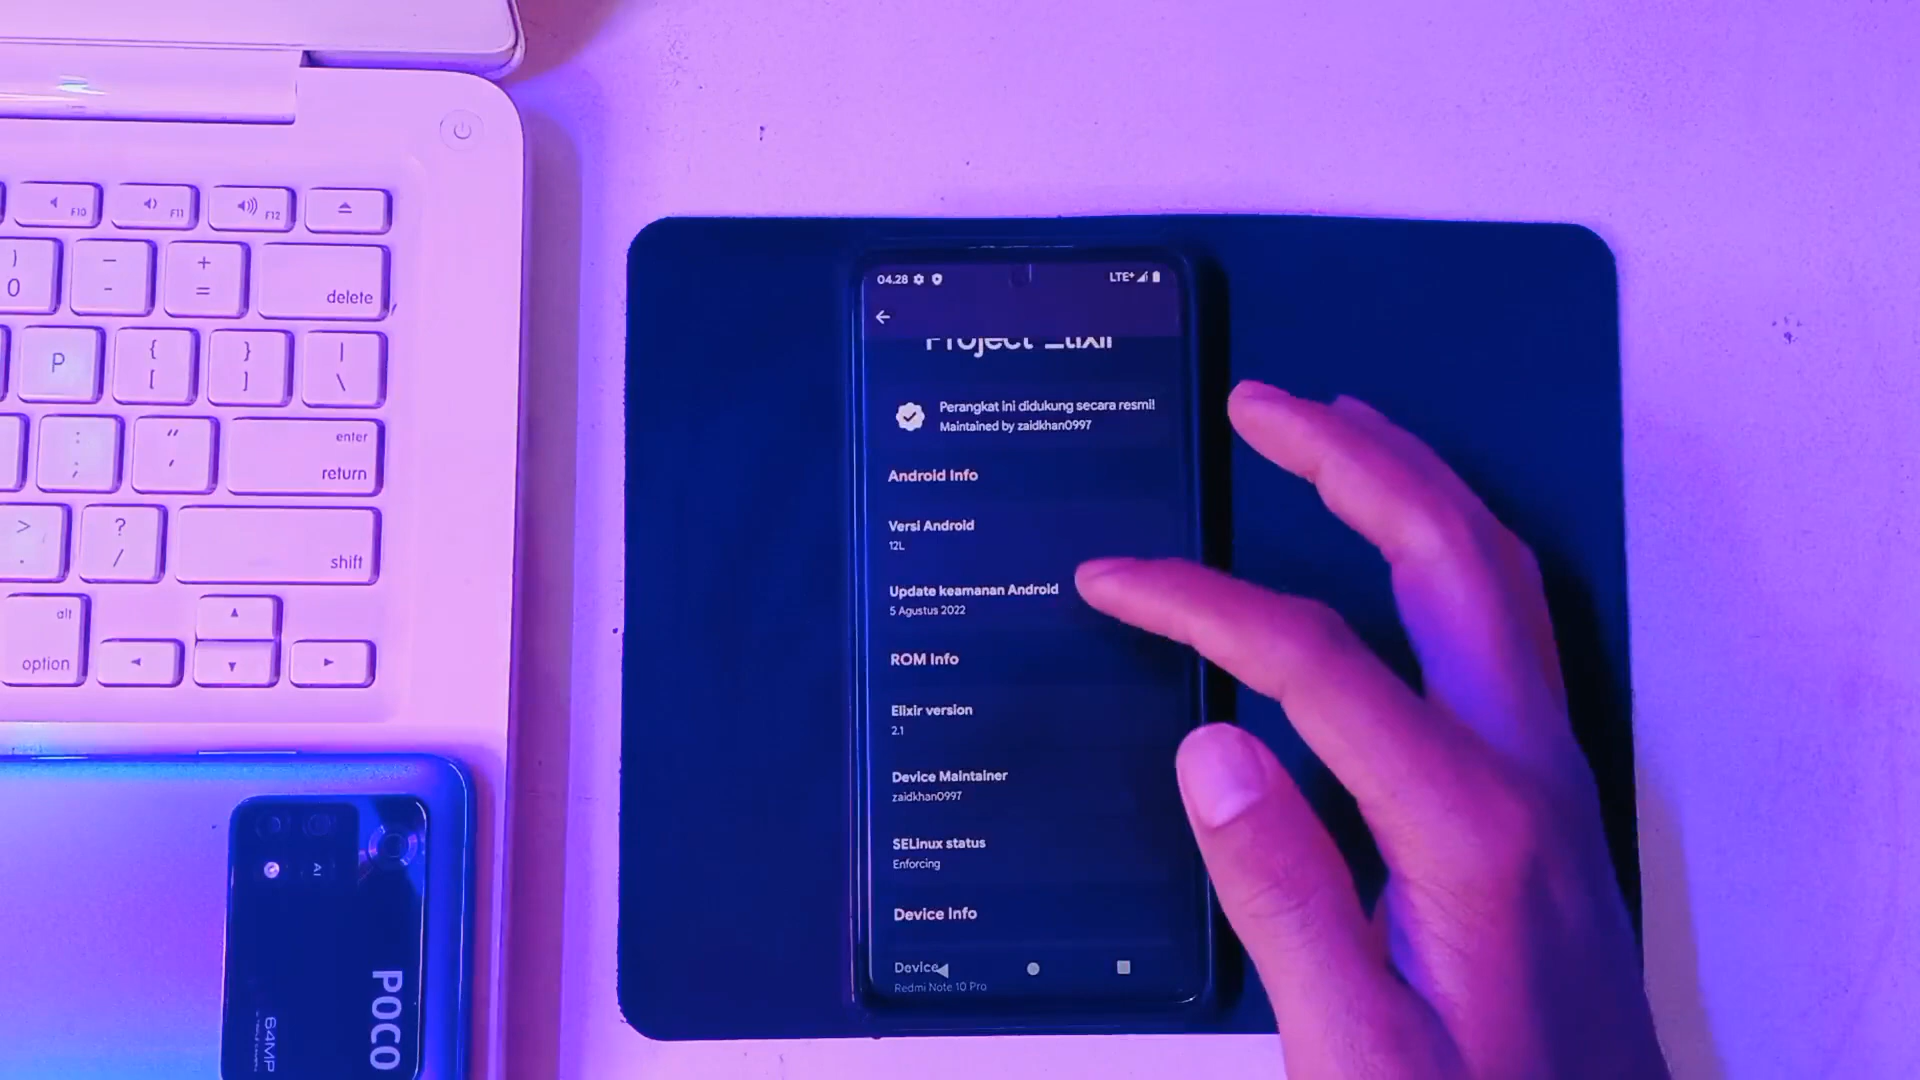 04.28
LTE+
Project Elixir
Perangkat ini didukung secara resmi!
Maintained by zaidkhan0997
Android Info
Versi Android
12L
Update keamanan Android
5 Agustus 2022
ROM Info
Elixir version
2.1
Device Maintainer
zaidkhan0997
SELinux status
Enforcing
Device Info
Device
Redmi Note 10 Pro
F10
F11
F12
)
0
_
-
+
=
delete
P
{
[
}
]
|
\
:
;
"
'
enter
return
>
.
?
/
shift
alt
option
AI
POCO
64MP